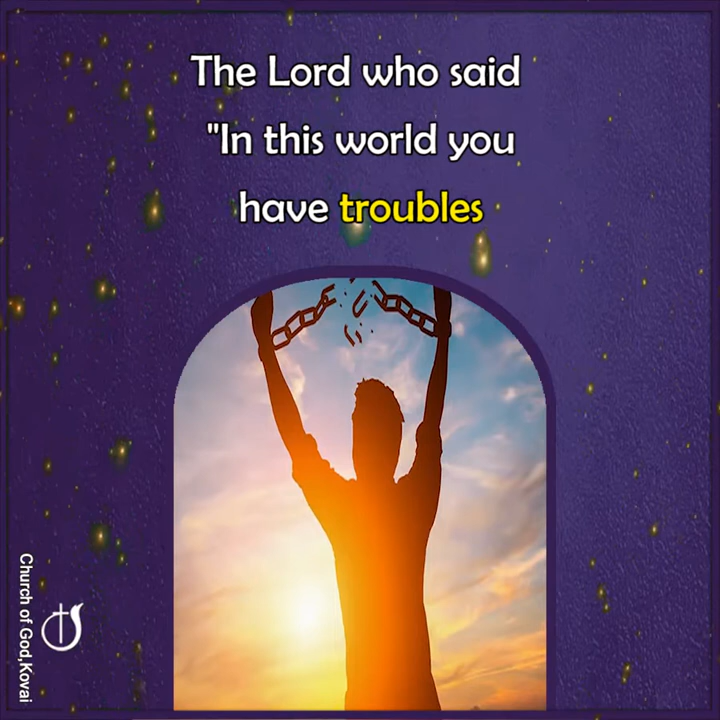 The Lord who said
"In this world you
have troubles
Church of God,Kovai